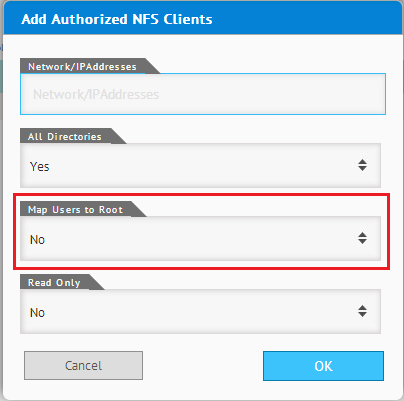 Add Authorized NFS Clients
Network/IPAddresses
Network/IPAddresses
All Directories
Yes
Map Users to Root
No
Read Only
No
Cancel
OK